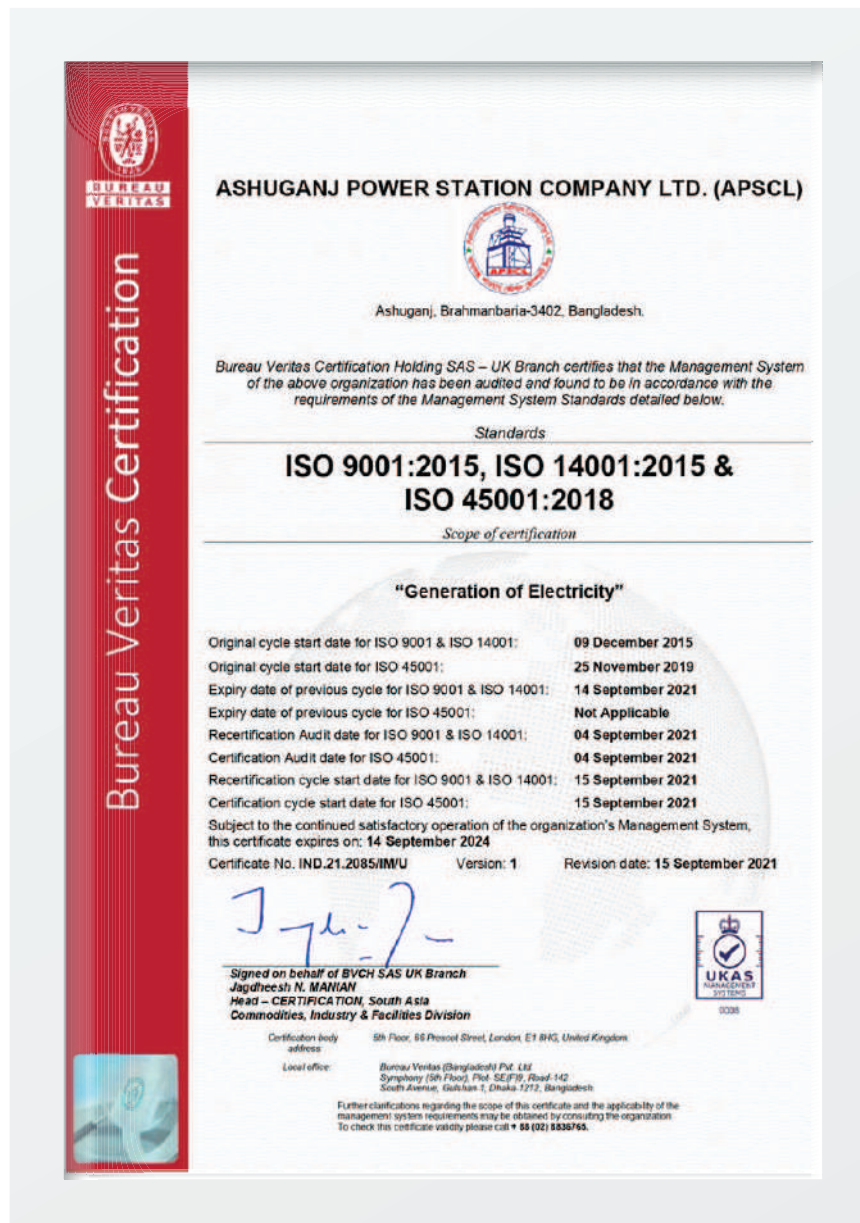 BUREAU
VERITAS
Bureau Veritas Certification
ASHUGANJ POWER STATION COMPANY LTD. (APSCL)
APSCL
Ashuganj, Brahmanbaria-3402, Bangladesh.
Bureau Veritas Certification Holding SAS – UK Branch certifies that the Management System
of the above organization has been audited and found to be in accordance with the
requirements of the Management System Standards detailed below.
Standards
ISO 9001:2015, ISO 14001:2015 &
ISO 45001:2018
Scope of certification
“Generation of Electricity”
Original cycle start date for ISO 9001 & ISO 14001: 09 December 2015
Original cycle start date for ISO 45001: 25 November 2019
Expiry date of previous cycle for ISO 9001 & ISO 14001: 14 September 2021
Expiry date of previous cycle for ISO 45001: Not Applicable
Recertification Audit date for ISO 9001 & ISO 14001: 04 September 2021
Certification Audit date for ISO 45001: 04 September 2021
Recertification cycle start date for ISO 9001 & ISO 14001: 15 September 2021
Certification cycle start date for ISO 45001: 15 September 2021
Subject to the continued satisfactory operation of the organization's Management System,
this certificate expires on: 14 September 2024
Certificate No. IND.21.2085/IM/U Version: 1 Revision date: 15 September 2021
Signed on behalf of BVCH SAS UK Branch
Jagdheesh N. MANIAN
Head – CERTIFICATION, South Asia
Commodities, Industry & Facilities Division
UKAS
MANAGEMENT
SYSTEMS
0008
Certification body address: 5th Floor, 66 Prescot Street, London, E1 8HG, United Kingdom
Local office: Bureau Veritas (Bangladesh) Pvt. Ltd.
Symphony (5th Floor), Plot- SE(F)9, Road-142
South Avenue, Gulshan 1, Dhaka-1212, Bangladesh
Further clarifications regarding the scope of this certificate and the applicability of the
management system requirements may be obtained by consulting the organization
To check this certificate validity please call + 88 (02) 8836765.